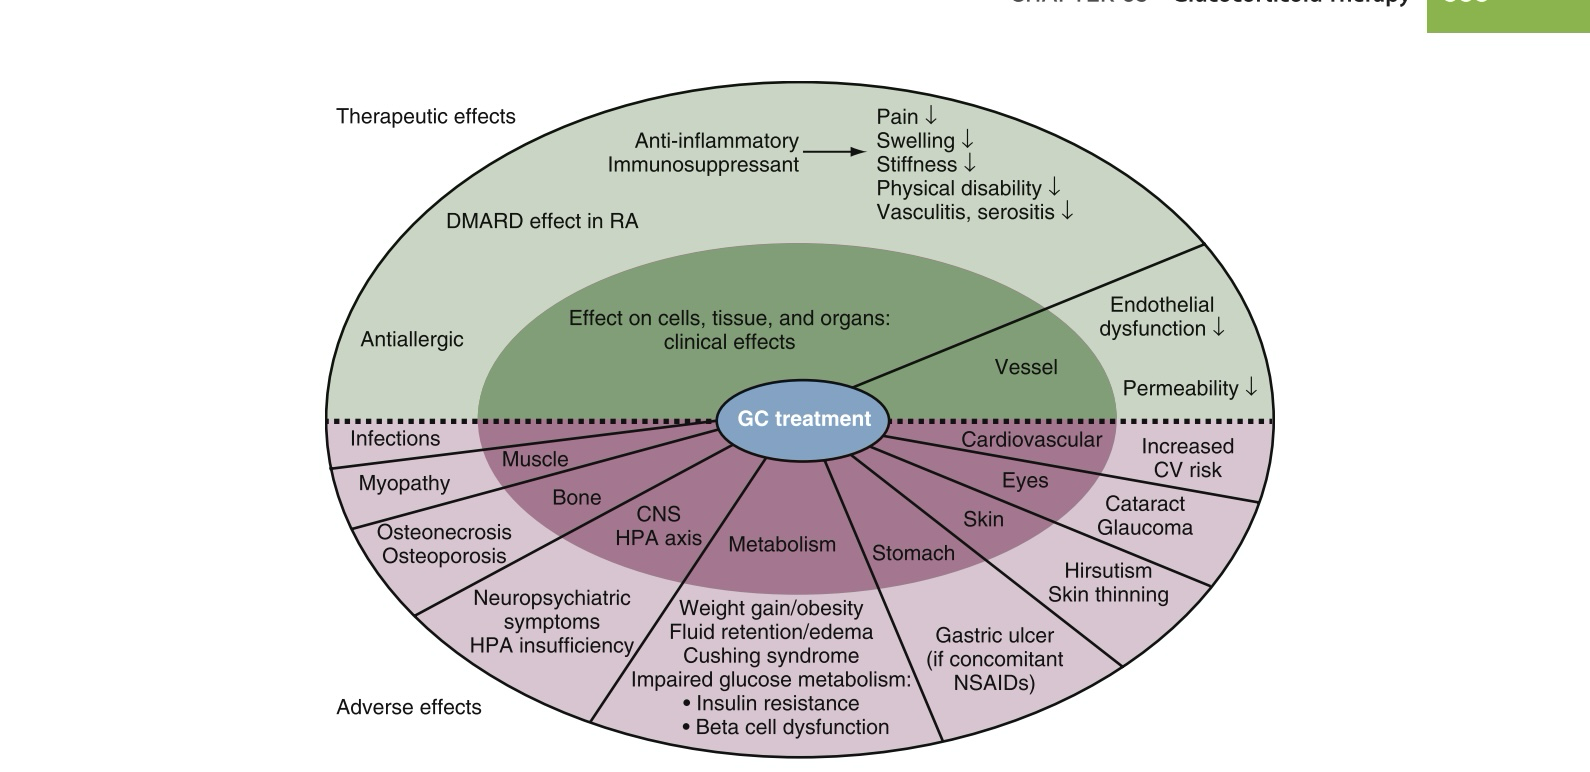 Glucocorticoid Therapy
Therapeutic effects
Anti-inflammatory
Immunosuppressant
Pain ↓
Swelling ↓
Stiffness ↓
Physical disability ↓
Vasculitis, serositis ↓
DMARD effect in RA
Antiallergic
Effect on cells, tissue, and organs:
clinical effects
Endothelial
dysfunction ↓
Vessel
Permeability ↓
GC treatment
Infections
Muscle
Myopathy
Bone
Osteonecrosis
Osteoporosis
CNS
HPA axis
Neuropsychiatric
symptoms
HPA insufficiency
Metabolism
Weight gain/obesity
Fluid retention/edema
Cushing syndrome
Impaired glucose metabolism:
• Insulin resistance
• Beta cell dysfunction
Stomach
Gastric ulcer
(if concomitant
NSAIDs)
Skin
Hirsutism
Skin thinning
Eyes
Cataract
Glaucoma
Cardiovascular
Increased
CV risk
Adverse effects